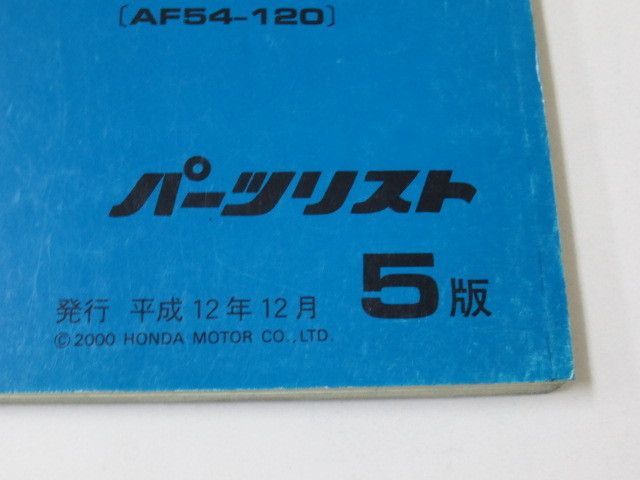 〔AF54-120〕
パーツリスト
発行 平成12年12月 5版
©2000 HONDA MOTOR CO.,LTD.